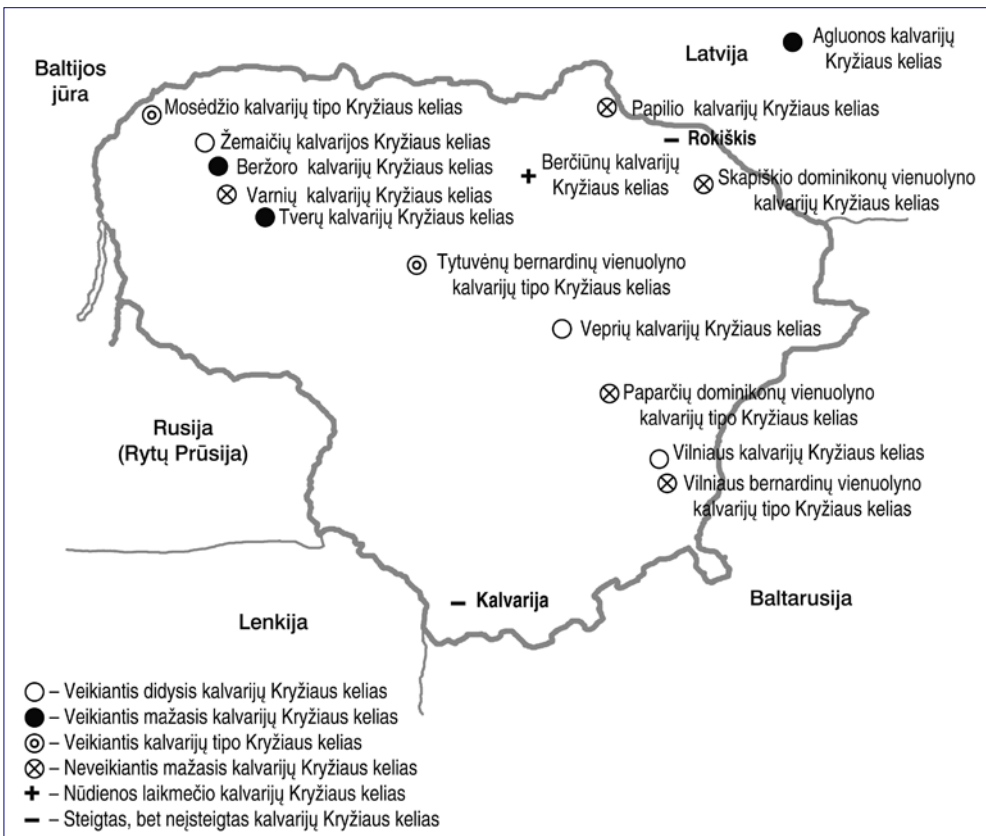 Baltijos
jūra
Latvija
Agluonos kalvarijų
Kryžiaus kelias
Mosėdžio kalvarijų tipo Kryžiaus kelias
Papilio kalvarijų Kryžiaus kelias
Žemaičių kalvarijos Kryžiaus kelias
– Rokiškis
Beržoro kalvarijų Kryžiaus kelias
+ Berčiūnų kalvarijų
Kryžiaus kelias
Skapiškio dominikonų vienuolyno
kalvarijų Kryžiaus kelias
Varnių kalvarijų Kryžiaus kelias
Tverų kalvarijų Kryžiaus kelias
Tytuvėnų bernardinų vienuolyno
kalvarijų tipo Kryžiaus kelias
Veprių kalvarijų Kryžiaus kelias
Paparčių dominikonų vienuolyno
kalvarijų tipo Kryžiaus kelias
Rusija
(Rytų Prūsija)
Vilniaus kalvarijų Kryžiaus kelias
Vilniaus bernardinų vienuolyno
kalvarijų tipo Kryžiaus kelias
– Kalvarija
Lenkija
Baltarusija
– Veikiantis didysis kalvarijų Kryžiaus kelias
– Veikiantis mažasis kalvarijų Kryžiaus kelias
– Veikiantis kalvarijų tipo Kryžiaus kelias
– Neveikiantis mažasis kalvarijų Kryžiaus kelias
+ – Nūdienos laikmečio kalvarijų Kryžiaus kelias
– – Steigtas, bet neįsteigtas kalvarijų Kryžiaus kelias